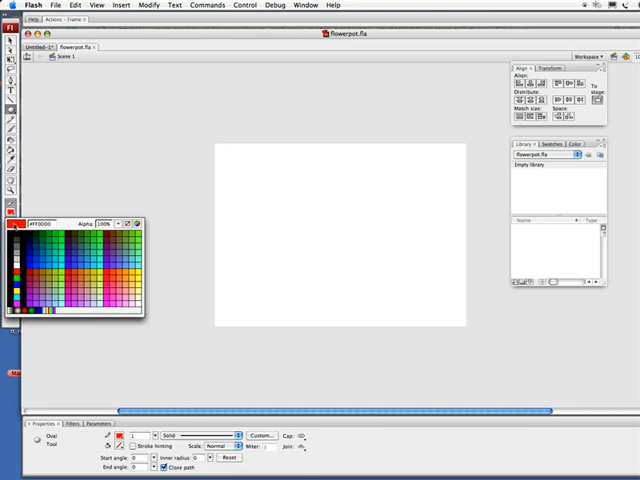 Flash File Edit View Insert Modify Text Commands Control Debug Window Help
Ft Help Actions - Frame
flowerpot.fla
Untitled-1* flowerpot.fla
Scene 1 Workspace
Align Transform
Align:
To stage:
Distribute:
Match size: Space:
Library Swatches Color
flowerpot.fla
Empty library
Name Type
#FF0000 Alpha: 100%
Properties Filters Parameters
Oval Tool
1 Solid Custom... Cap:
Stroke hinting Scale: Normal Miter: Join:
Start angle: 0 Inner radius: 0 Reset
End angle: 0 Close path